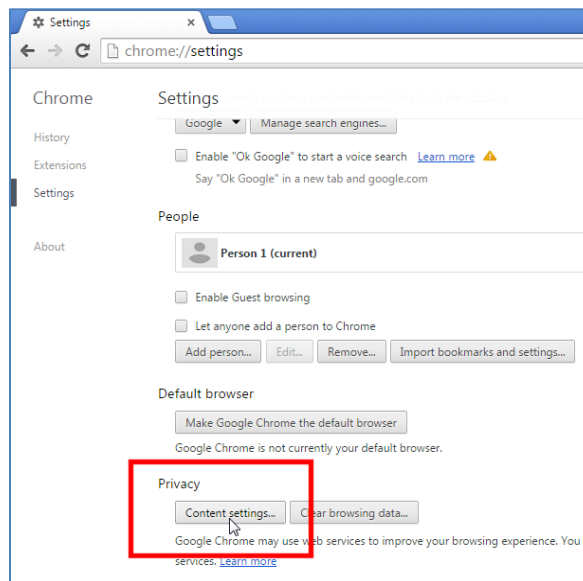 Settings
chrome://settings
Chrome
Settings
History
Extensions
Settings
About
Google Manage search engines...
Enable "Ok Google" to start a voice search Learn more
Say "Ok Google" in a new tab and google.com
People
Person 1 (current)
Enable Guest browsing
Let anyone add a person to Chrome
Add person... Edit... Remove... Import bookmarks and settings...
Default browser
Make Google Chrome the default browser
Google Chrome is not currently your default browser.
Privacy
Content settings... Clear browsing data...
Google Chrome may use web services to improve your browsing experience. You
services. Learn more